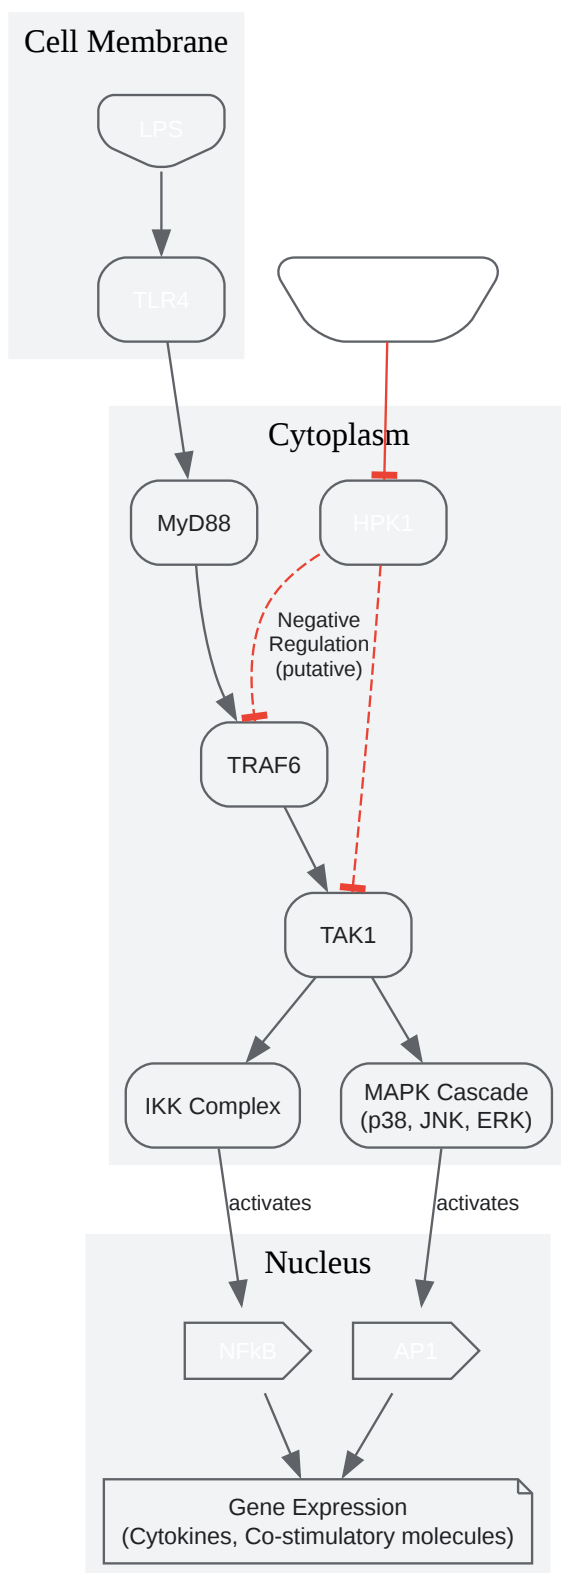 Cell Membrane
LPS
TLR4
Cytoplasm
MyD88
HPK1
Negative
Regulation
(putative)
TRAF6
TAK1
IKK Complex
MAPK Cascade
(p38, JNK, ERK)
activates
activates
Nucleus
NFkB
AP1
Gene Expression
(Cytokines, Co-stimulatory molecules)